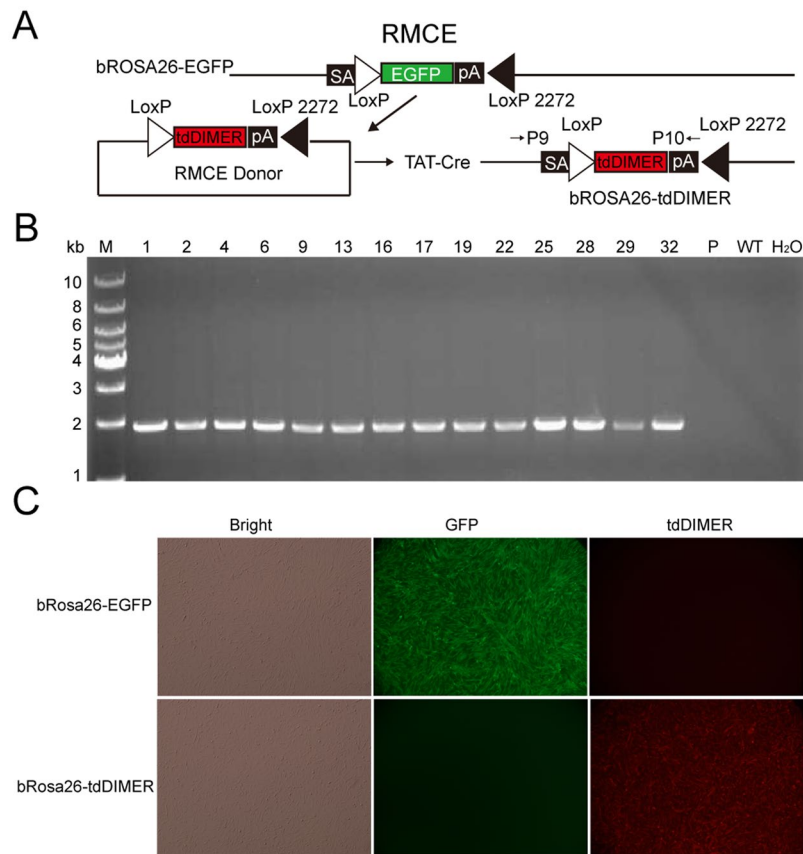 A
RMCE
bROSA26-EGFP
SA EGFP pA
LoxP LoxP 2272
LoxP LoxP 2272
tdDIMER pA
RMCE Donor
TAT-Cre
→P9 LoxP P10← LoxP 2272
SA tdDIMER pA
bROSA26-tdDIMER
B
kb M 1 2 4 6 9 13 16 17 19 22 25 28 29 32 P WT H₂O
10
8
6
5
4
3
2
1
C
Bright GFP tdDIMER
bRosa26-EGFP
bRosa26-tdDIMER